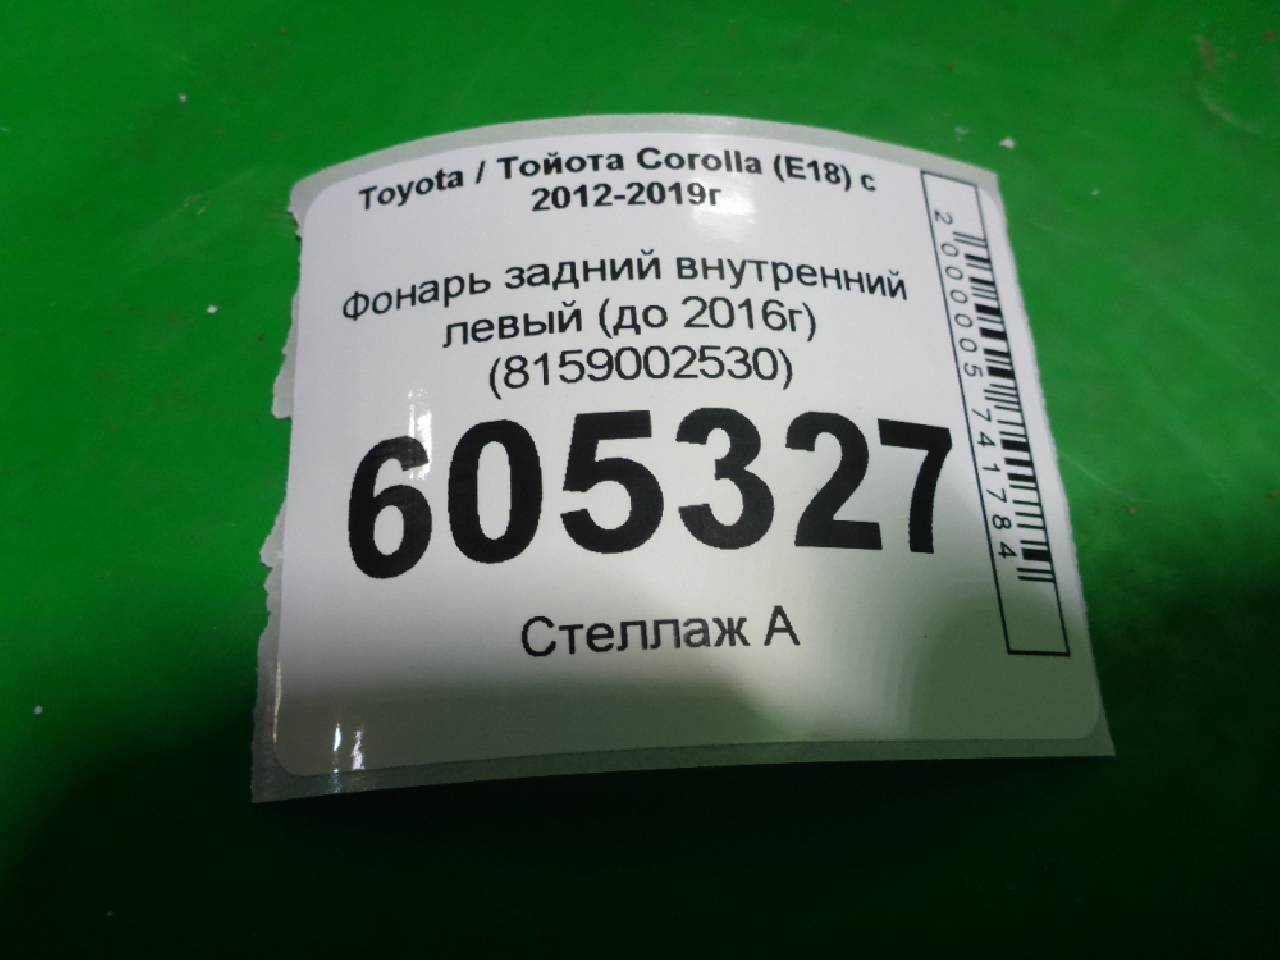 Toyota / Тойота Corolla (E18) с
2012-2019г
Фонарь задний внутренний
левый (до 2016г)
(8159002530)
605327
Стеллаж А
2000005741784